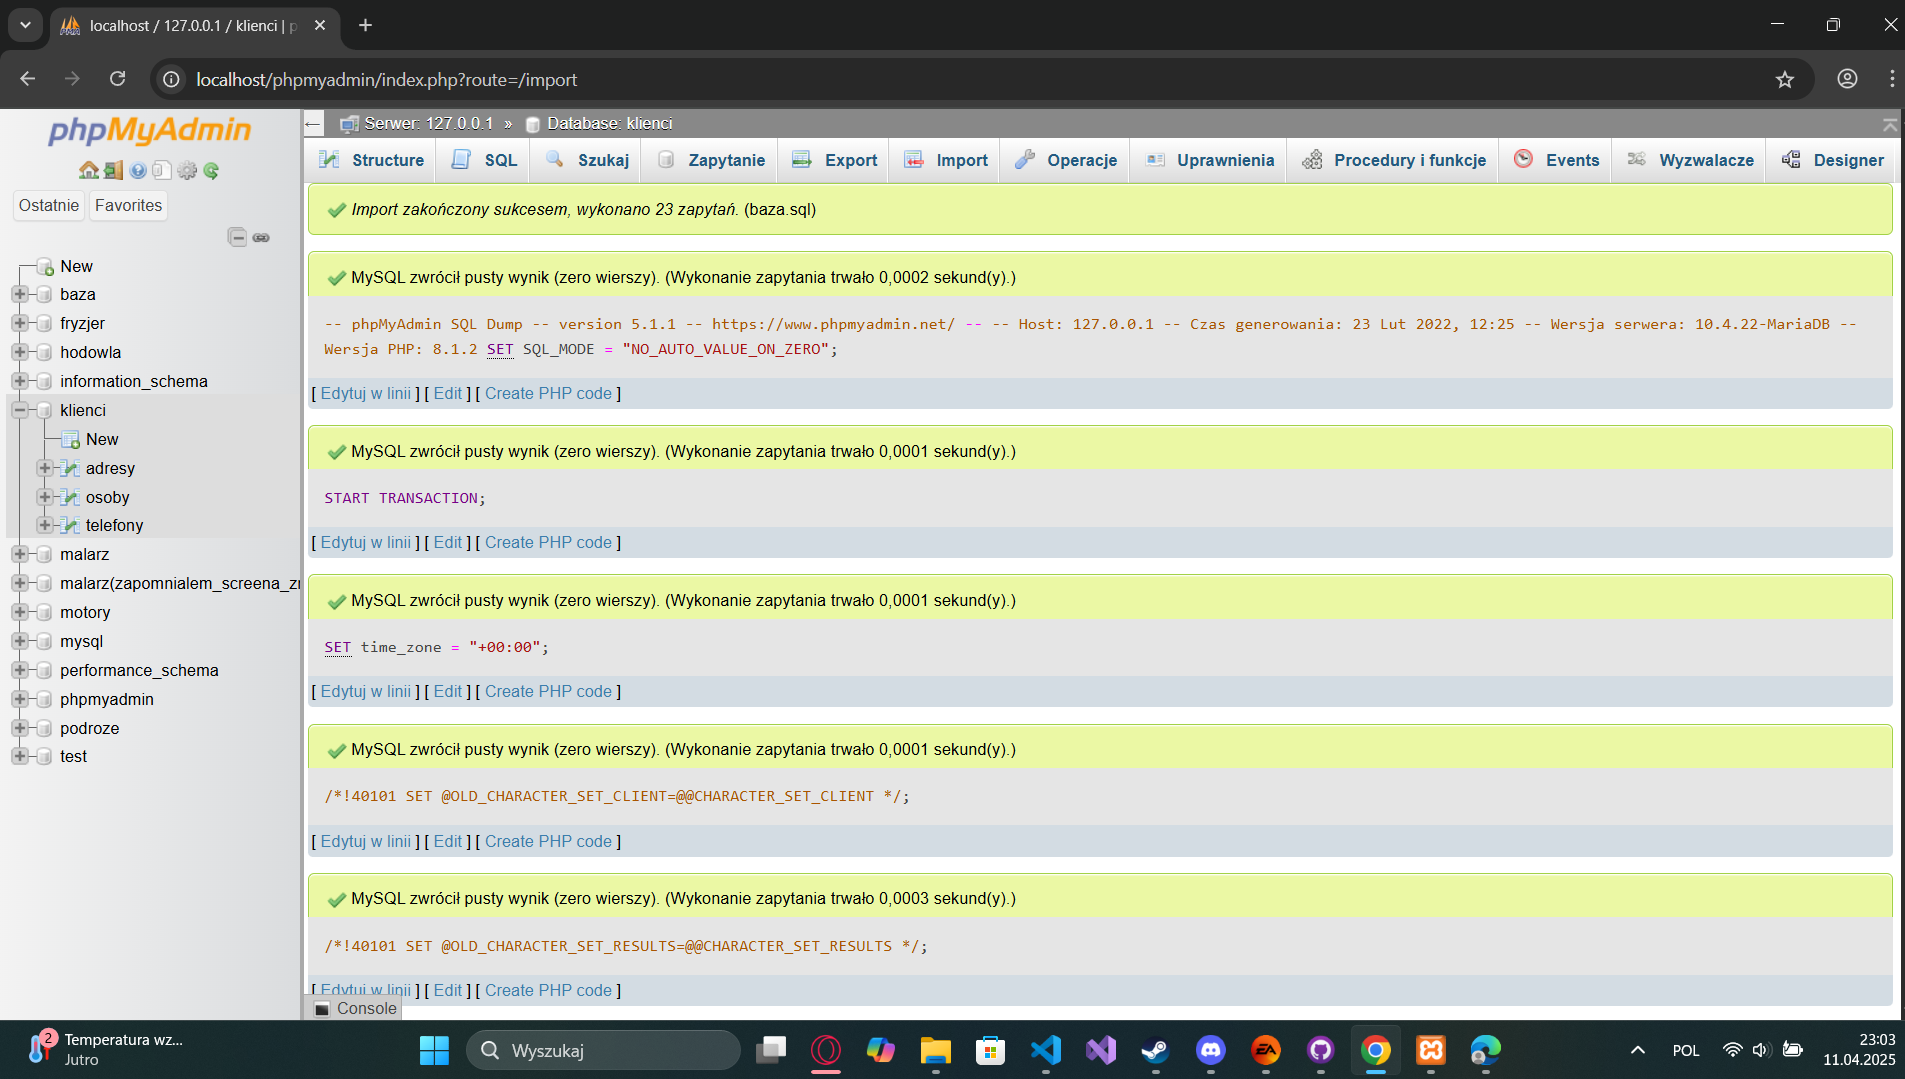 localhost / 127.0.0.1 / klienci | p
localhost/phpmyadmin/index.php?route=/import
phpMyAdmin
Ostatnie Favorites
New
baza
fryzjer
hodowla
information_schema
klienci
New
adresy
osoby
telefony
malarz
malarz(zapomnialem_screena_zr
motory
mysql
performance_schema
phpmyadmin
podroze
test
Serwer: 127.0.0.1 » Database: klienci
Structure SQL Szukaj Zapytanie Export Import Operacje Uprawnienia Procedury i funkcje Events Wyzwalacze Designer
Import zakończony sukcesem, wykonano 23 zapytań. (baza.sql)
MySQL zwrócił pusty wynik (zero wierszy). (Wykonanie zapytania trwało 0,0002 sekund(y).)
-- phpMyAdmin SQL Dump -- version 5.1.1 -- https://www.phpmyadmin.net/ -- -- Host: 127.0.0.1 -- Czas generowania: 23 Lut 2022, 12:25 -- Wersja serwera: 10.4.22-MariaDB --
Wersja PHP: 8.1.2 SET SQL_MODE = "NO_AUTO_VALUE_ON_ZERO";
[ Edytuj w linii ] [ Edit ] [ Create PHP code ]
MySQL zwrócił pusty wynik (zero wierszy). (Wykonanie zapytania trwało 0,0001 sekund(y).)
START TRANSACTION;
[ Edytuj w linii ] [ Edit ] [ Create PHP code ]
MySQL zwrócił pusty wynik (zero wierszy). (Wykonanie zapytania trwało 0,0001 sekund(y).)
SET time_zone = "+00:00";
[ Edytuj w linii ] [ Edit ] [ Create PHP code ]
MySQL zwrócił pusty wynik (zero wierszy). (Wykonanie zapytania trwało 0,0001 sekund(y).)
/*!40101 SET @OLD_CHARACTER_SET_CLIENT=@@CHARACTER_SET_CLIENT */;
[ Edytuj w linii ] [ Edit ] [ Create PHP code ]
MySQL zwrócił pusty wynik (zero wierszy). (Wykonanie zapytania trwało 0,0003 sekund(y).)
/*!40101 SET @OLD_CHARACTER_SET_RESULTS=@@CHARACTER_SET_RESULTS */;
[ Edytuj w linii ] [ Edit ] [ Create PHP code ]
Console
2
Temperatura wz...
Jutro
Wyszukaj
EA
POL
23:03
11.04.2025